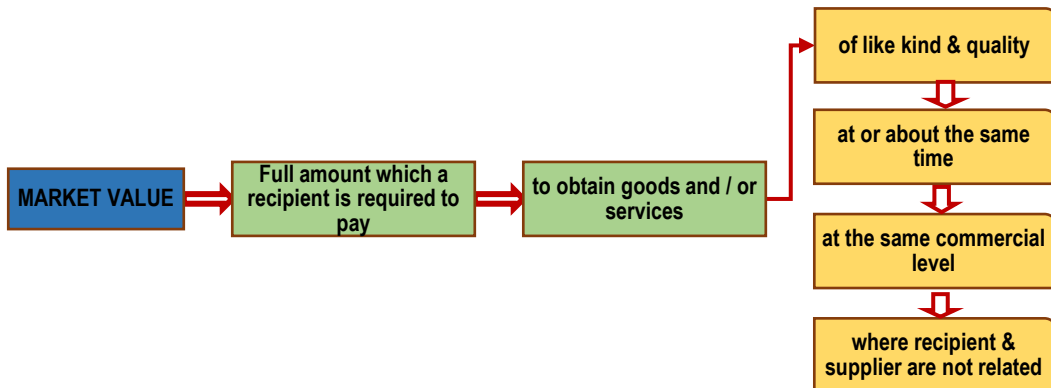 MARKET VALUE
Full amount which a
recipient is required to
pay
to obtain goods and / or
services
of like kind & quality
at or about the same
time
at the same commercial
level
where recipient &
supplier are not related